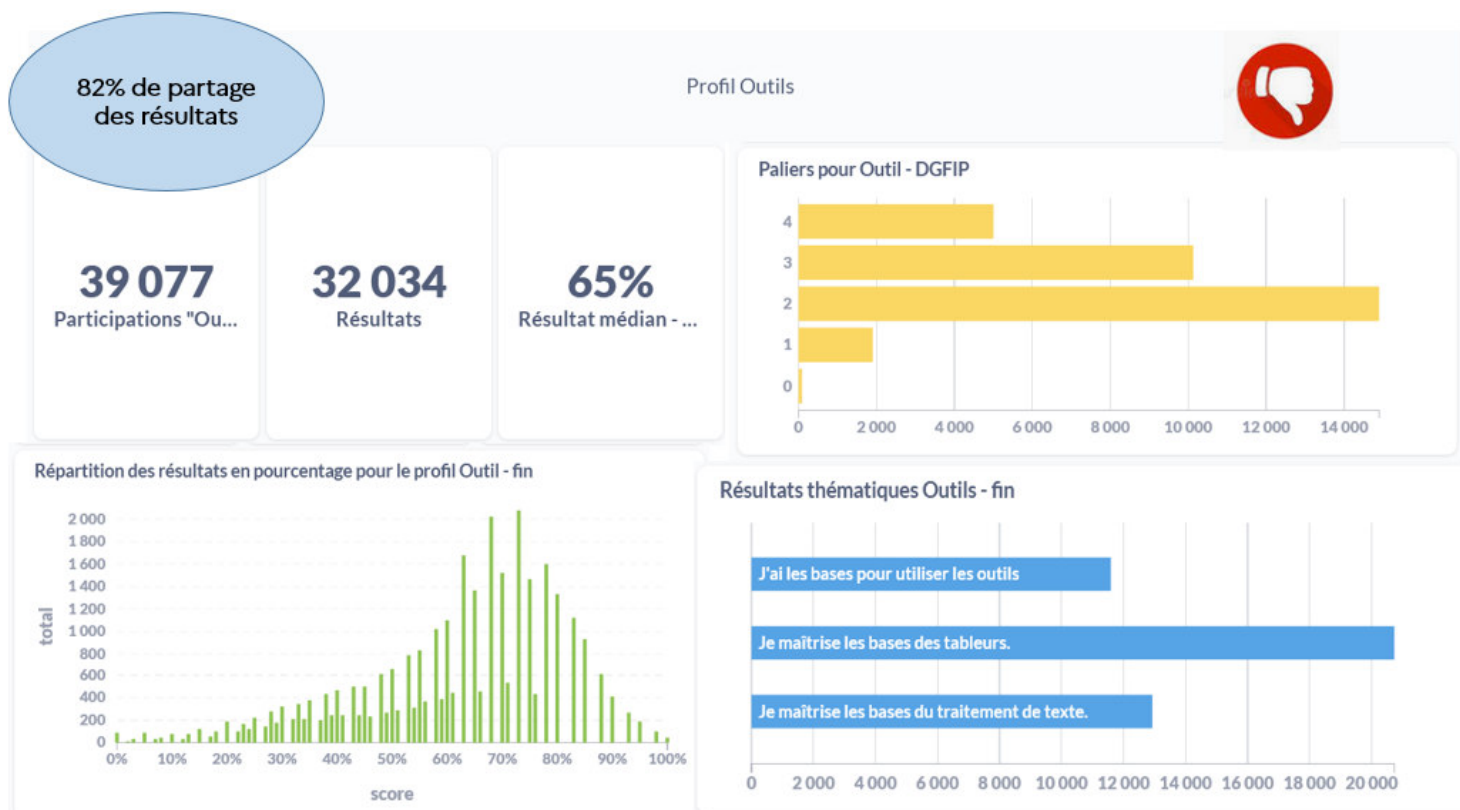 82% de partage
des résultats
Profil Outils
39 077
Participations "Ou...
32 034
Résultats
65%
Résultat médian - ...
Paliers pour Outil - DGFIP
4
3
2
1
0
0 2 000 4 000 6 000 8 000 10 000 12 000 14 000
Répartition des résultats en pourcentage pour le profil Outil - fin
2 000
1 800
1 600
1 400
1 200
1 000
800
600
400
200
0
total
0% 10% 20% 30% 40% 50% 60% 70% 80% 90% 100%
score
Résultats thématiques Outils - fin
J'ai les bases pour utiliser les outils
Je maîtrise les bases des tableurs.
Je maîtrise les bases du traitement de texte.
0 2 000 4 000 6 000 8 000 10 000 12 000 14 000 16 000 18 000 20 000